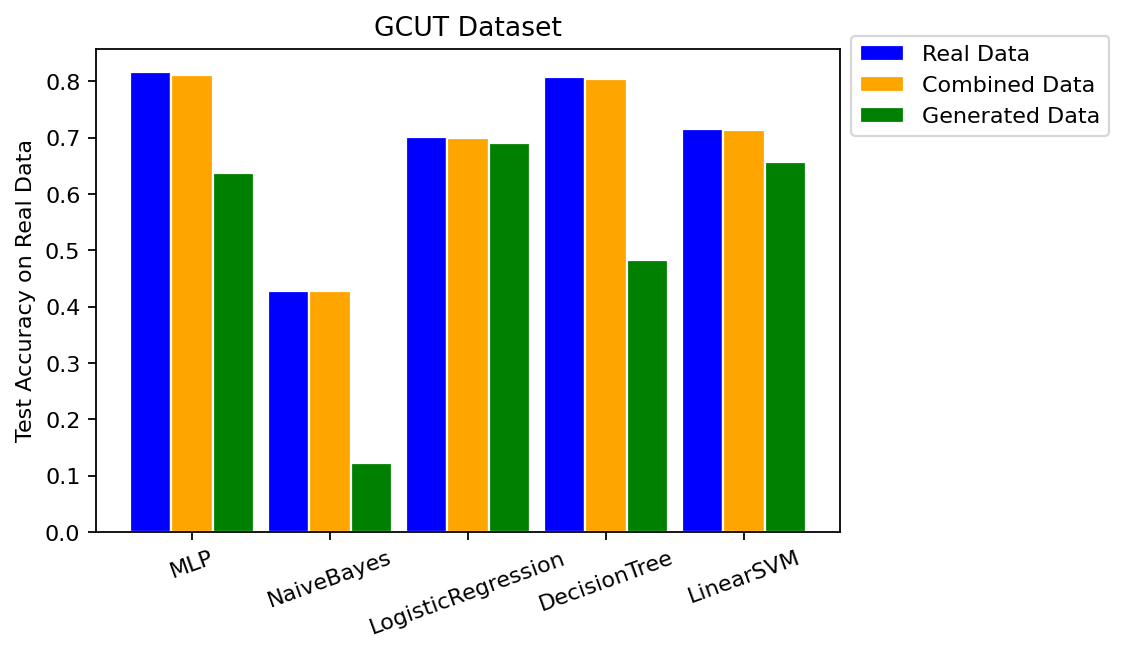 GCUT Dataset
Real Data
Combined Data
Generated Data
Test Accuracy on Real Data
0.8
0.7
0.6
0.5
0.4
0.3
0.2
0.1
0.0
MLP
NaiveBayes
LogisticRegression
DecisionTree
LinearSVM